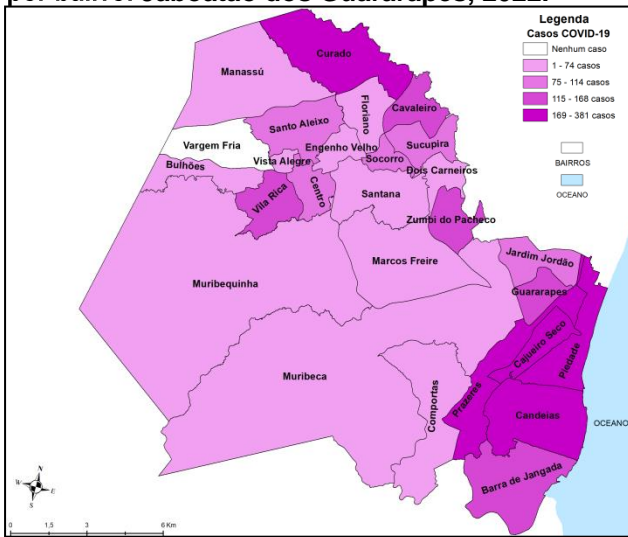 por bairro. Jaboatão dos Guararapes, 2022.
Legenda
Casos COVID-19
Nenhum caso
1 - 74 casos
75 - 114 casos
115 - 168 casos
169 - 381 casos
BAIRROS
OCEANO
Curado
Manassú
Floriano
Cavaleiro
Santo Aleixo
Vargem Fria
Engenho Velho
Sucupira
Socorro
Vista Alegre
Bulhões
Dois Carneiros
Vila Rica
Centro
Santana
Zumbi do Pacheco
Marcos Freire
Jardim Jordão
Muribequinha
Guararapes
Cajueiro Seco
Piedade
Muribeca
Comportas
Prazeres
Candeias
OCEANO
Barra de Jangada
N
W
E
S
0 1,5 3 6 Km